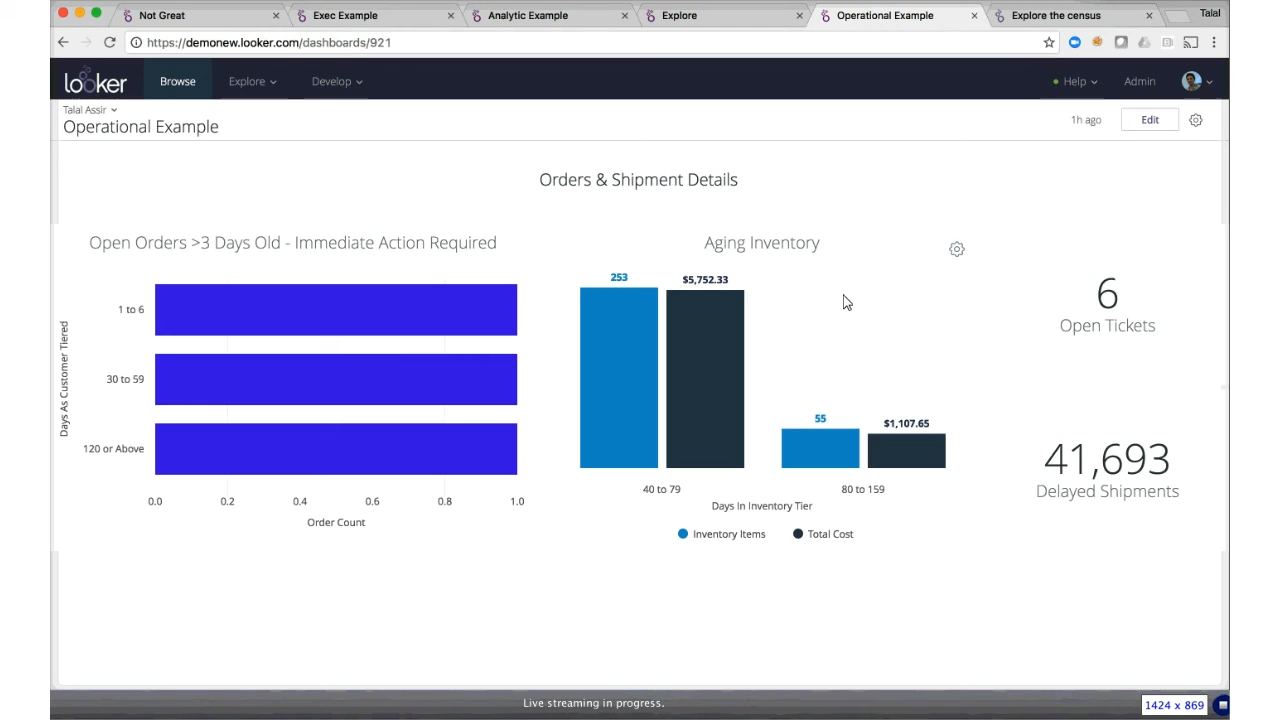 Not Great
Exec Example
Analytic Example
Explore
Operational Example
Explore the census
Talal
https://demonew.looker.com/dashboards/921
looker
Browse
Explore
Develop
Help
Admin
Talal Assir
Operational Example
1h ago
Edit
Orders & Shipment Details
Open Orders >3 Days Old - Immediate Action Required
Days As Customer Tiered
1 to 6
30 to 59
120 or Above
0.0 0.2 0.4 0.6 0.8 1.0
Order Count
Aging Inventory
253
$5,752.33
55
$1,107.65
40 to 79
80 to 159
Days In Inventory Tier
Inventory Items
Total Cost
6
Open Tickets
41,693
Delayed Shipments
Live streaming in progress.
1424 x 869